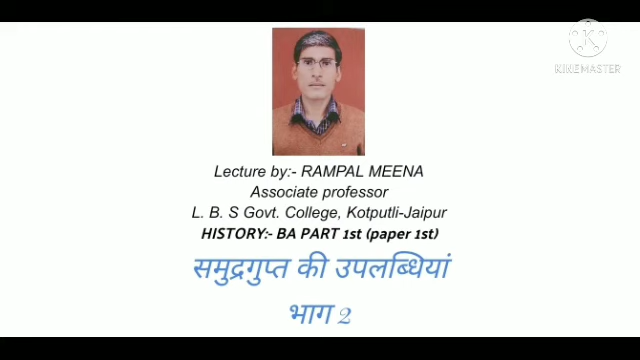 KINEMASTER
Lecture by:- RAMPAL MEENA
Associate professor
L. B. S Govt. College, Kotputli-Jaipur
HISTORY:- BA PART 1st (paper 1st)
समुद्रगुप्त की उपलब्धियां
भाग 2